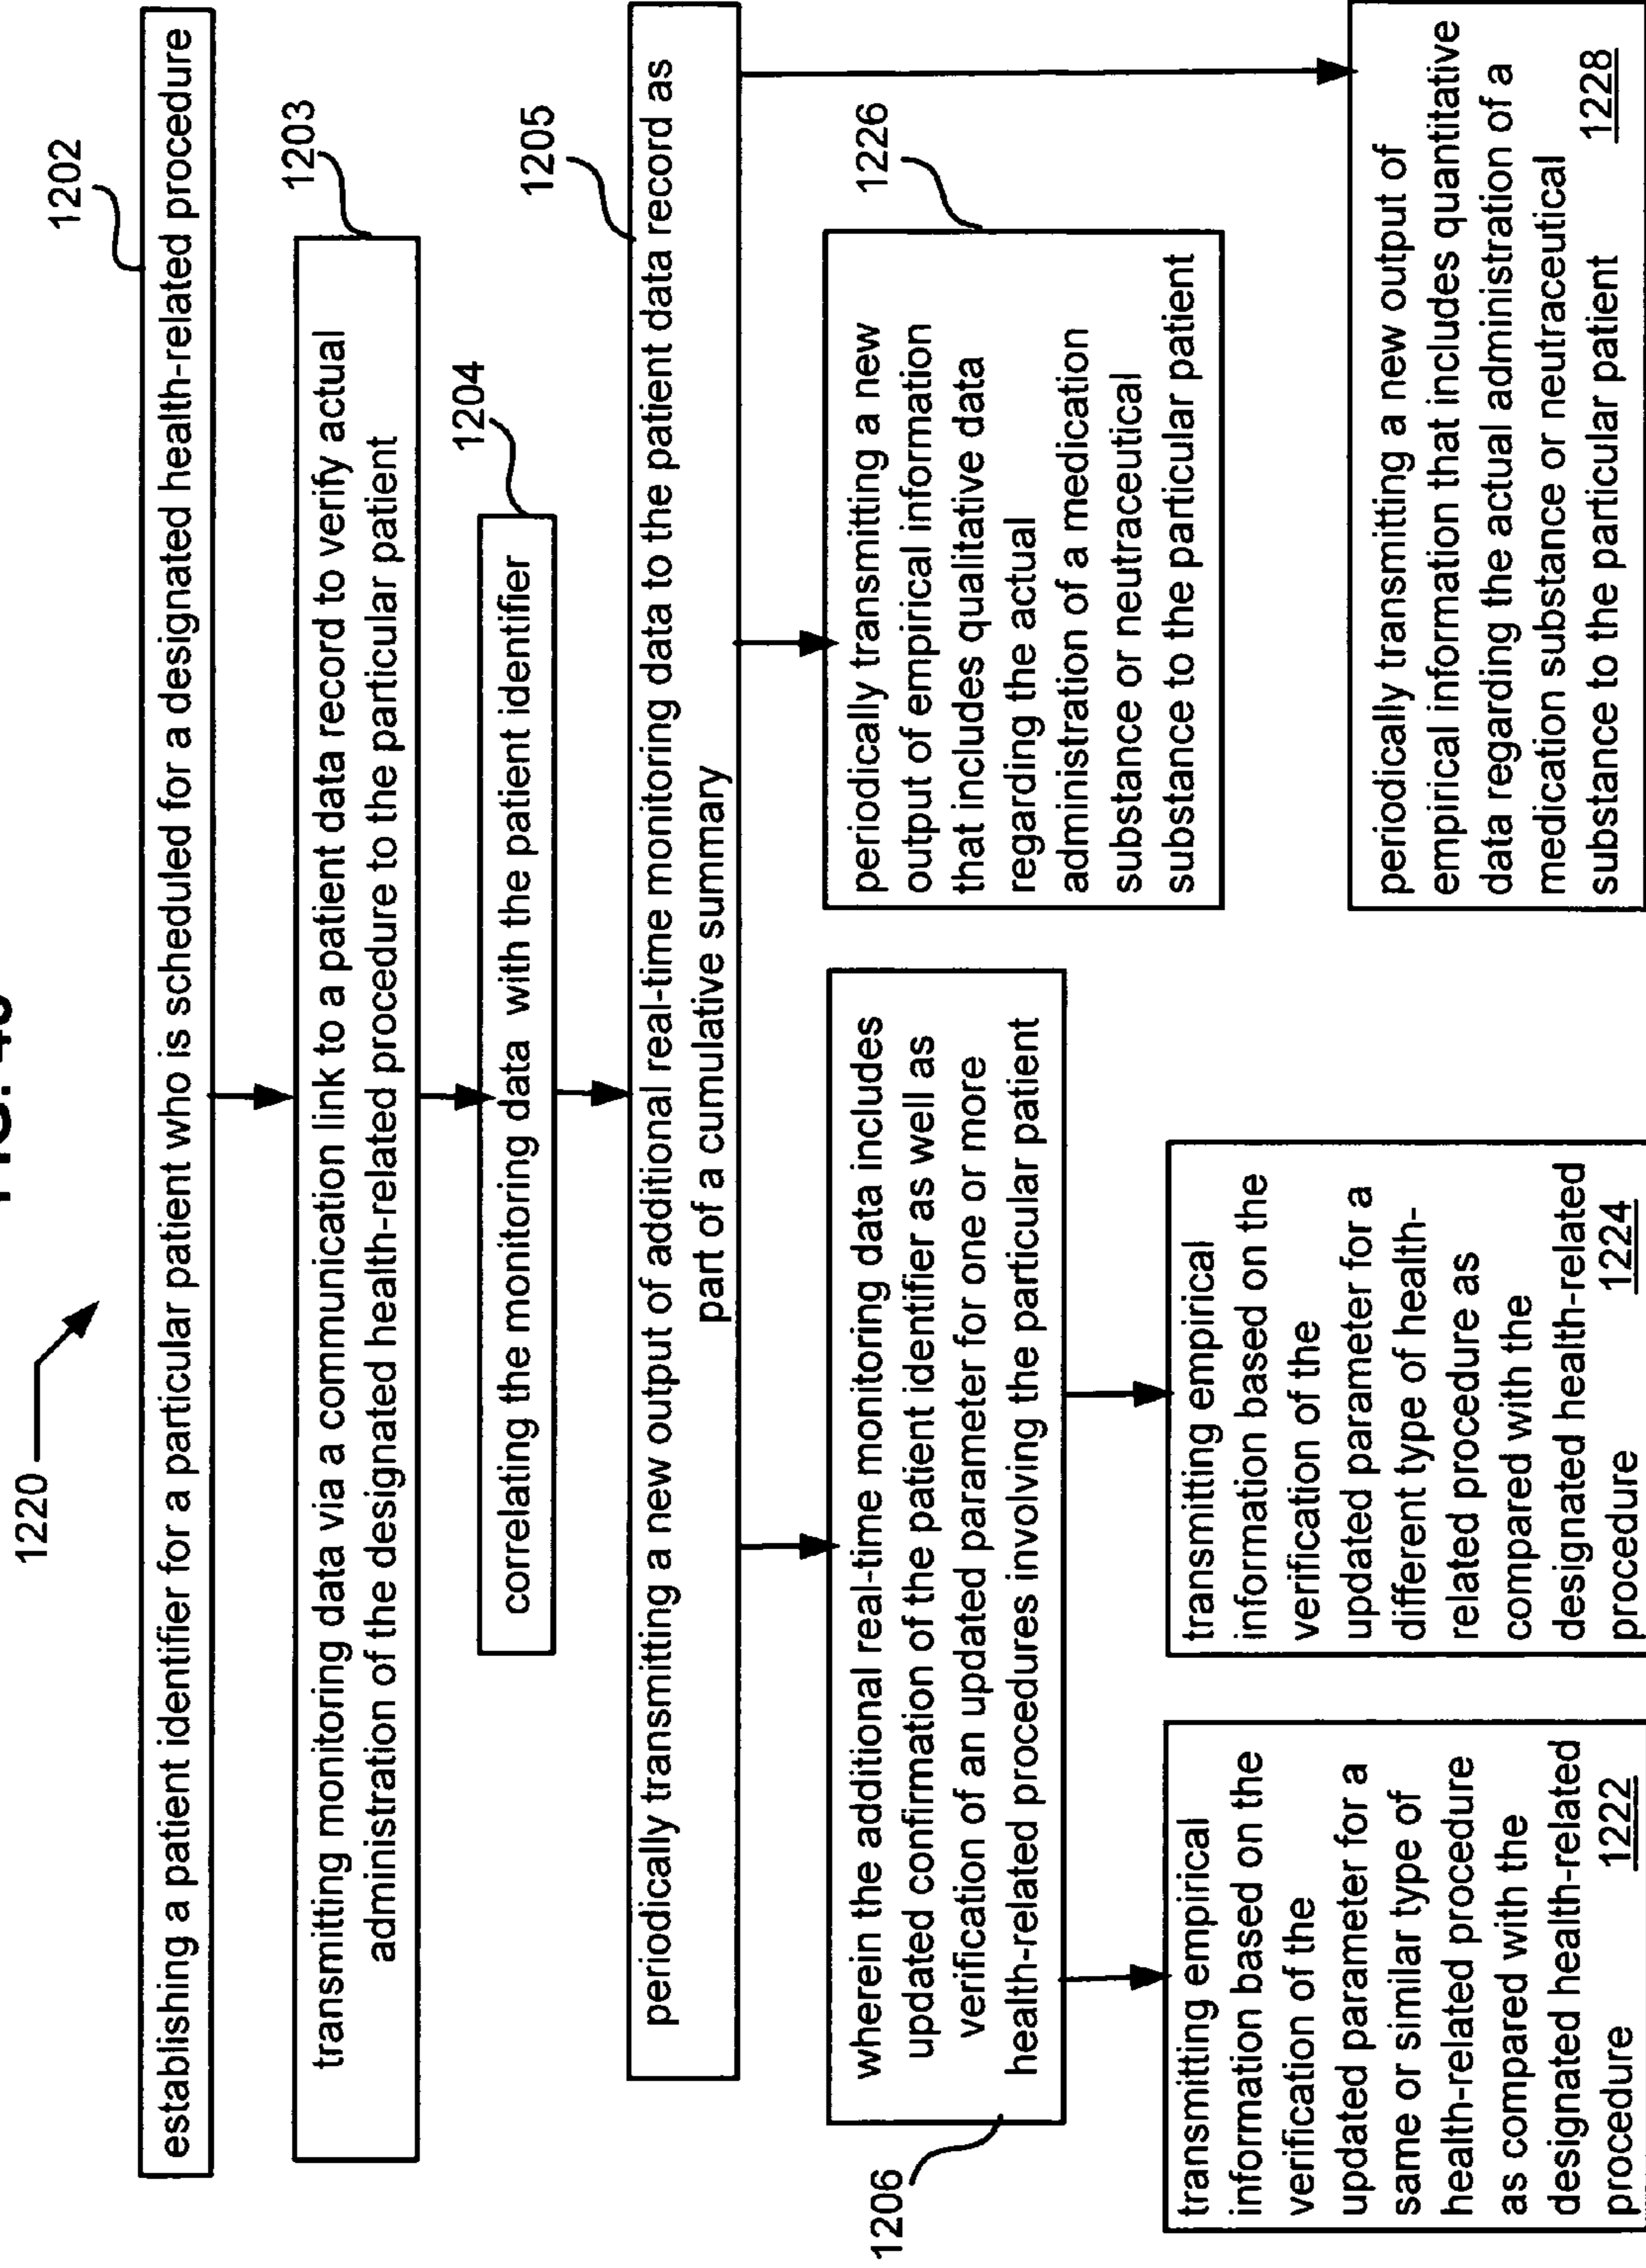 1220
1202
establishing a patient identifier for a particular patient who is scheduled for a designated health-related procedure
1203
transmitting monitoring data via a communication link to a patient data record to verify actual
administration of the designated health-related procedure to the particular patient
1204
correlating the monitoring data with the patient identifier
1205
periodically transmitting a new output of additional real-time monitoring data to the patient data record as
part of a cumulative summary
1206
wherein the additional real-time monitoring data includes
updated confirmation of the patient identifier as well as
verification of an updated parameter for one or more
health-related procedures involving the particular patient
1226
periodically transmitting a new
output of empirical information
that includes qualitative data
regarding the actual
administration of a medication
substance or neutraceutical
substance to the particular patient
transmitting empirical
information based on the
verification of the
updated parameter for a
same or similar type of
health-related procedure
as compared with the
designated health-related
procedure 1222
transmitting empirical
information based on the
verification of the
updated parameter for a
different type of health-
related procedure as
compared with the
designated health-related
procedure 1224
periodically transmitting a new output of
empirical information that includes quantitative
data regarding the actual administration of a
medication substance or neutraceutical
substance to the particular patient 1228